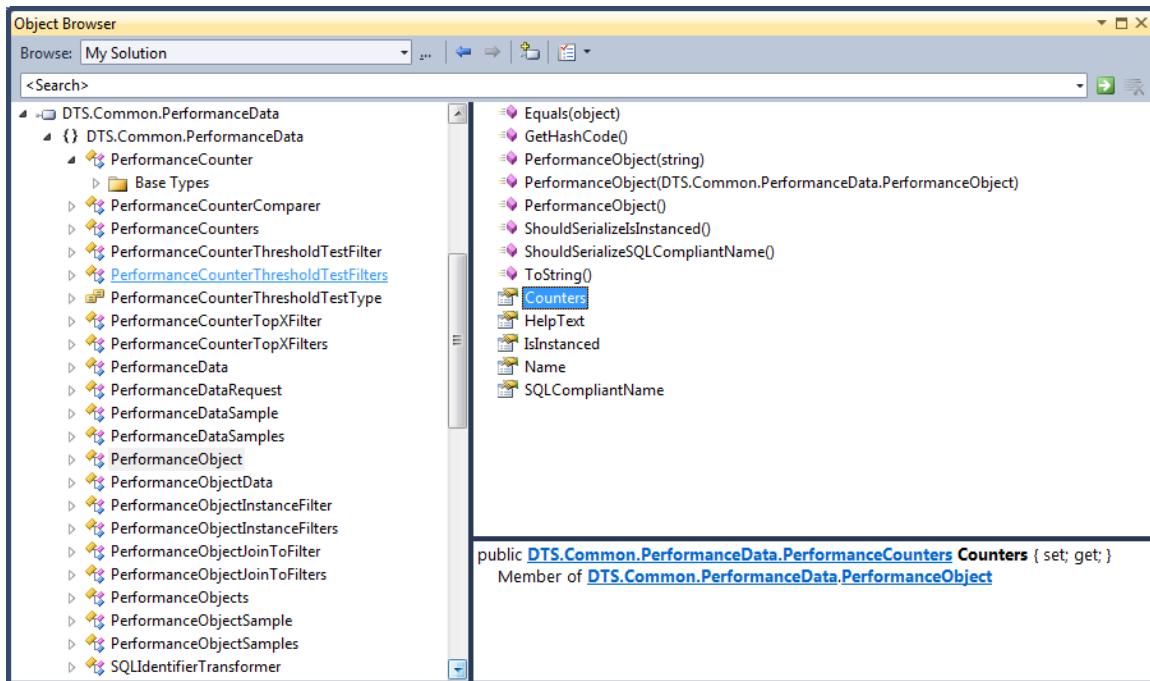 Object Browser
Browse: My Solution ...
<Search>
DTS.Common.PerformanceData
{} DTS.Common.PerformanceData
PerformanceCounter
Base Types
PerformanceCounterComparer
PerformanceCounters
PerformanceCounterThresholdTestFilter
PerformanceCounterThresholdTestFilters
PerformanceCounterThresholdTestType
PerformanceCounterTopXFilter
PerformanceCounterTopXFilters
PerformanceData
PerformanceDataRequest
PerformanceDataSample
PerformanceDataSamples
PerformanceObject
PerformanceObjectData
PerformanceObjectInstanceFilter
PerformanceObjectInstanceFilters
PerformanceObjectJoinToFilter
PerformanceObjectJoinToFilters
PerformanceObjects
PerformanceObjectSample
PerformanceObjectSamples
SQLIdentifierTransformer
Equals(object)
GetHashCode()
PerformanceObject(string)
PerformanceObject(DTS.Common.PerformanceData.PerformanceObject)
PerformanceObject()
ShouldSerializeIsInstanced()
ShouldSerializeSQLCompliantName()
ToString()
Counters
HelpText
IsInstanced
Name
SQLCompliantName
public DTS.Common.PerformanceData.PerformanceCounters Counters { set; get; }
Member of DTS.Common.PerformanceData.PerformanceObject